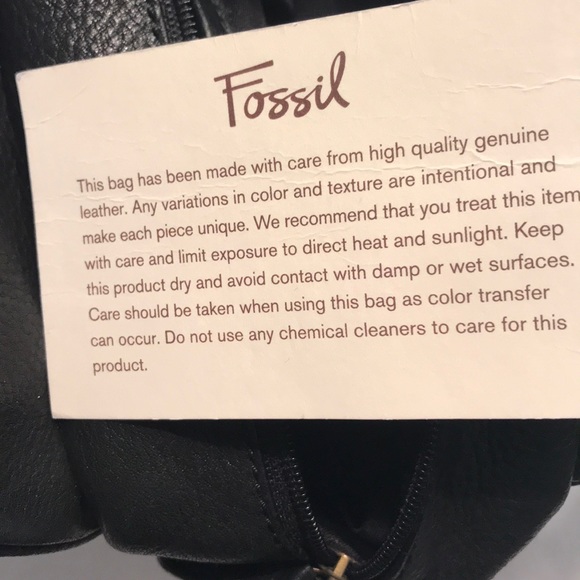 Fossil
This bag has been made with care from high quality genuine
leather. Any variations in color and texture are intentional and
make each piece unique. We recommend that you treat this item
with care and limit exposure to direct heat and sunlight. Keep
this product dry and avoid contact with damp or wet surfaces.
Care should be taken when using this bag as color transfer
can occur. Do not use any chemical cleaners to care for this
product.